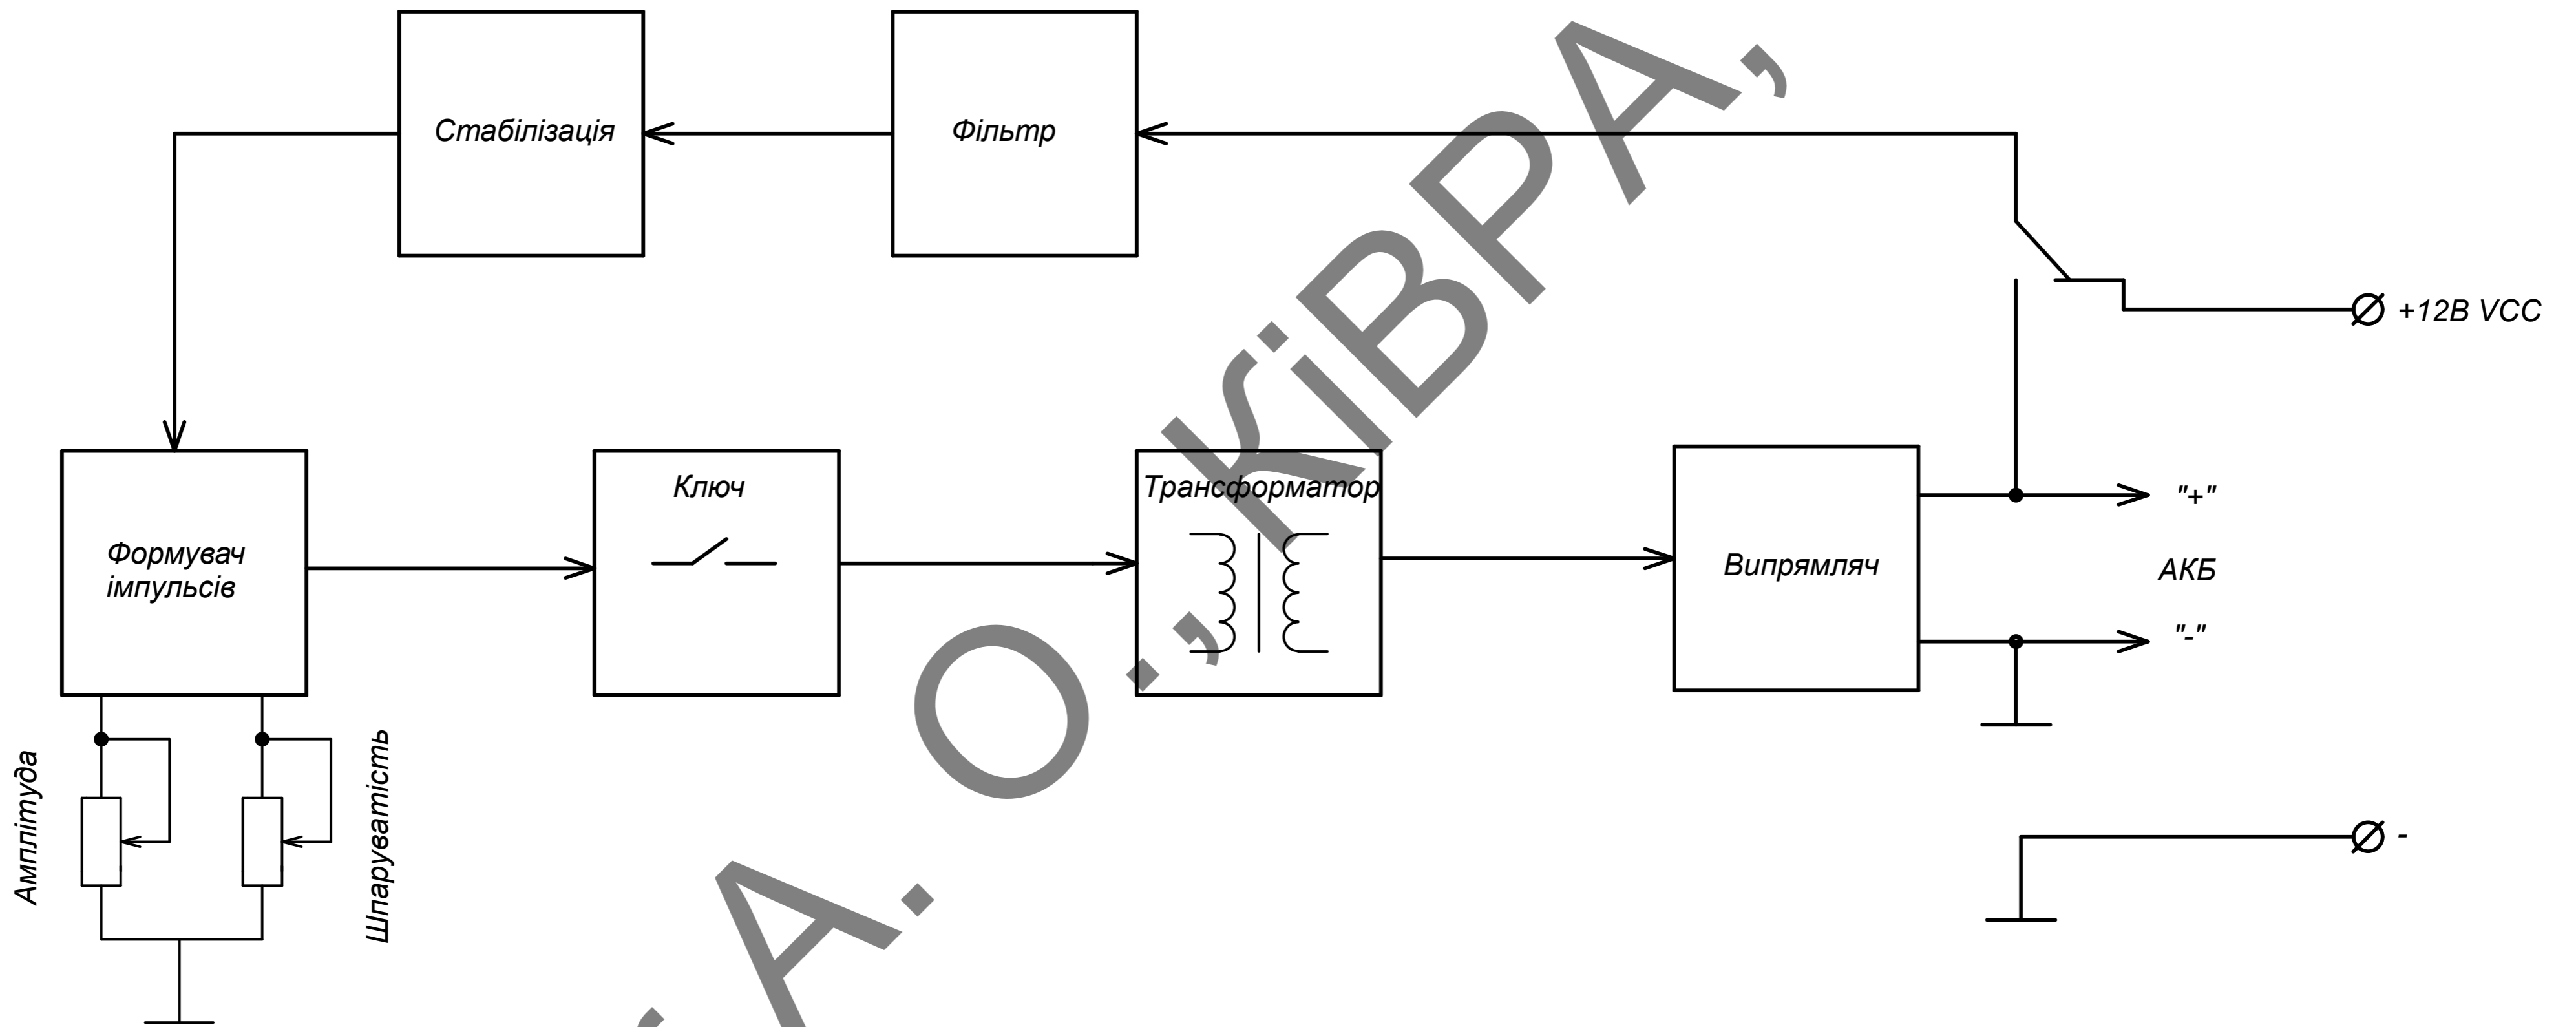 Стабілізація
Фільтр
+12В VCC
Формувач
імпульсів
Ключ
Трансформатор
Випрямляч
"+"
АКБ
"-"
Амплітуда
Шпаруватість
-
А. О., КіВРА,